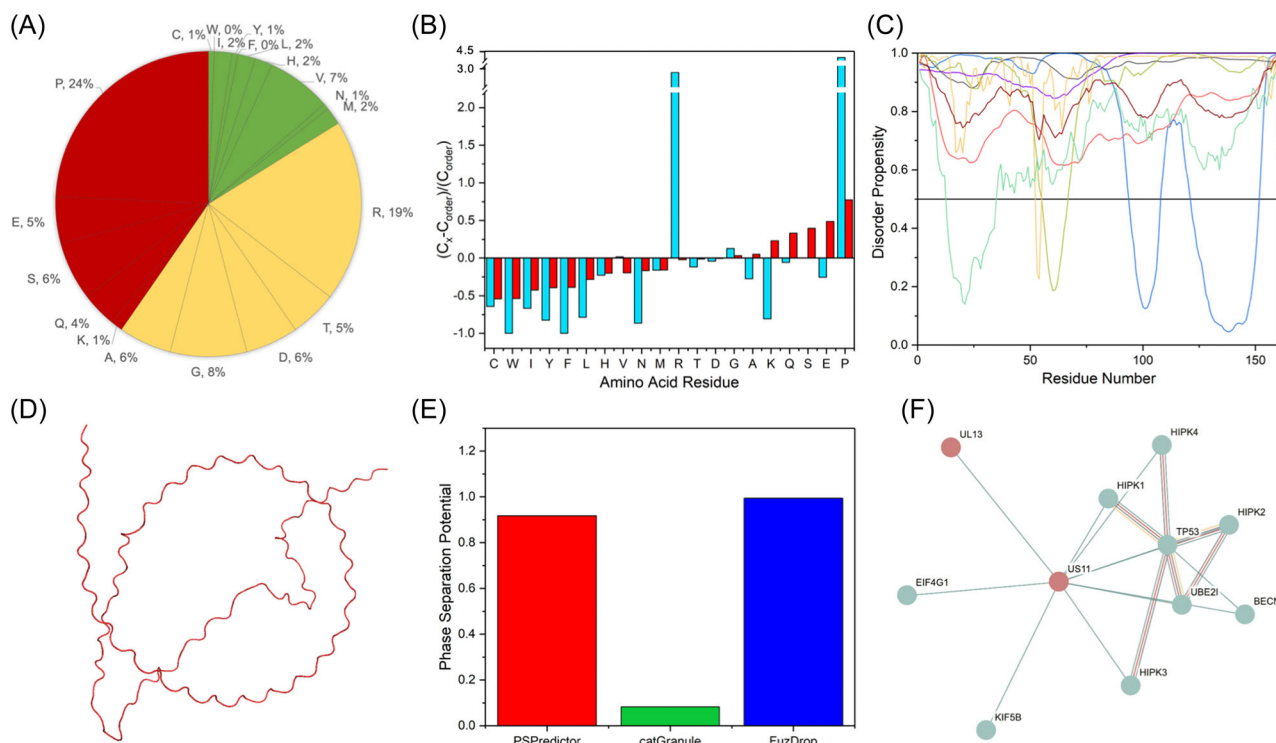 (A)
C, 1%
W, 0%
I, 2%
Y, 1%
F, 0%
L, 2%
H, 2%
V, 7%
N, 1%
M, 2%
R, 19%
T, 5%
D, 6%
G, 8%
A, 6%
K, 1%
Q, 4%
S, 6%
E, 5%
P, 24%
(B)
(Cx-Corder)/(Corder)
4.5
3.0
2.0
1.5
1.0
0.5
0.0
-0.5
-1.0
C W I Y F L H V N M R T D G A K Q S E P
Amino Acid Residue
(C)
Disorder Propensity
1.0
0.8
0.6
0.4
0.2
0.0
0 50 100 150
Residue Number
(D)
(E)
Phase Separation Potential
1.2
1.0
0.8
0.6
0.4
0.2
0.0
PSPredictor catGranule FuzDrop
(F)
UL13
HIPK4
HIPK1
HIPK2
TP53
US11
EIF4G1
UBE2I
BECN
HIPK3
KIF5B